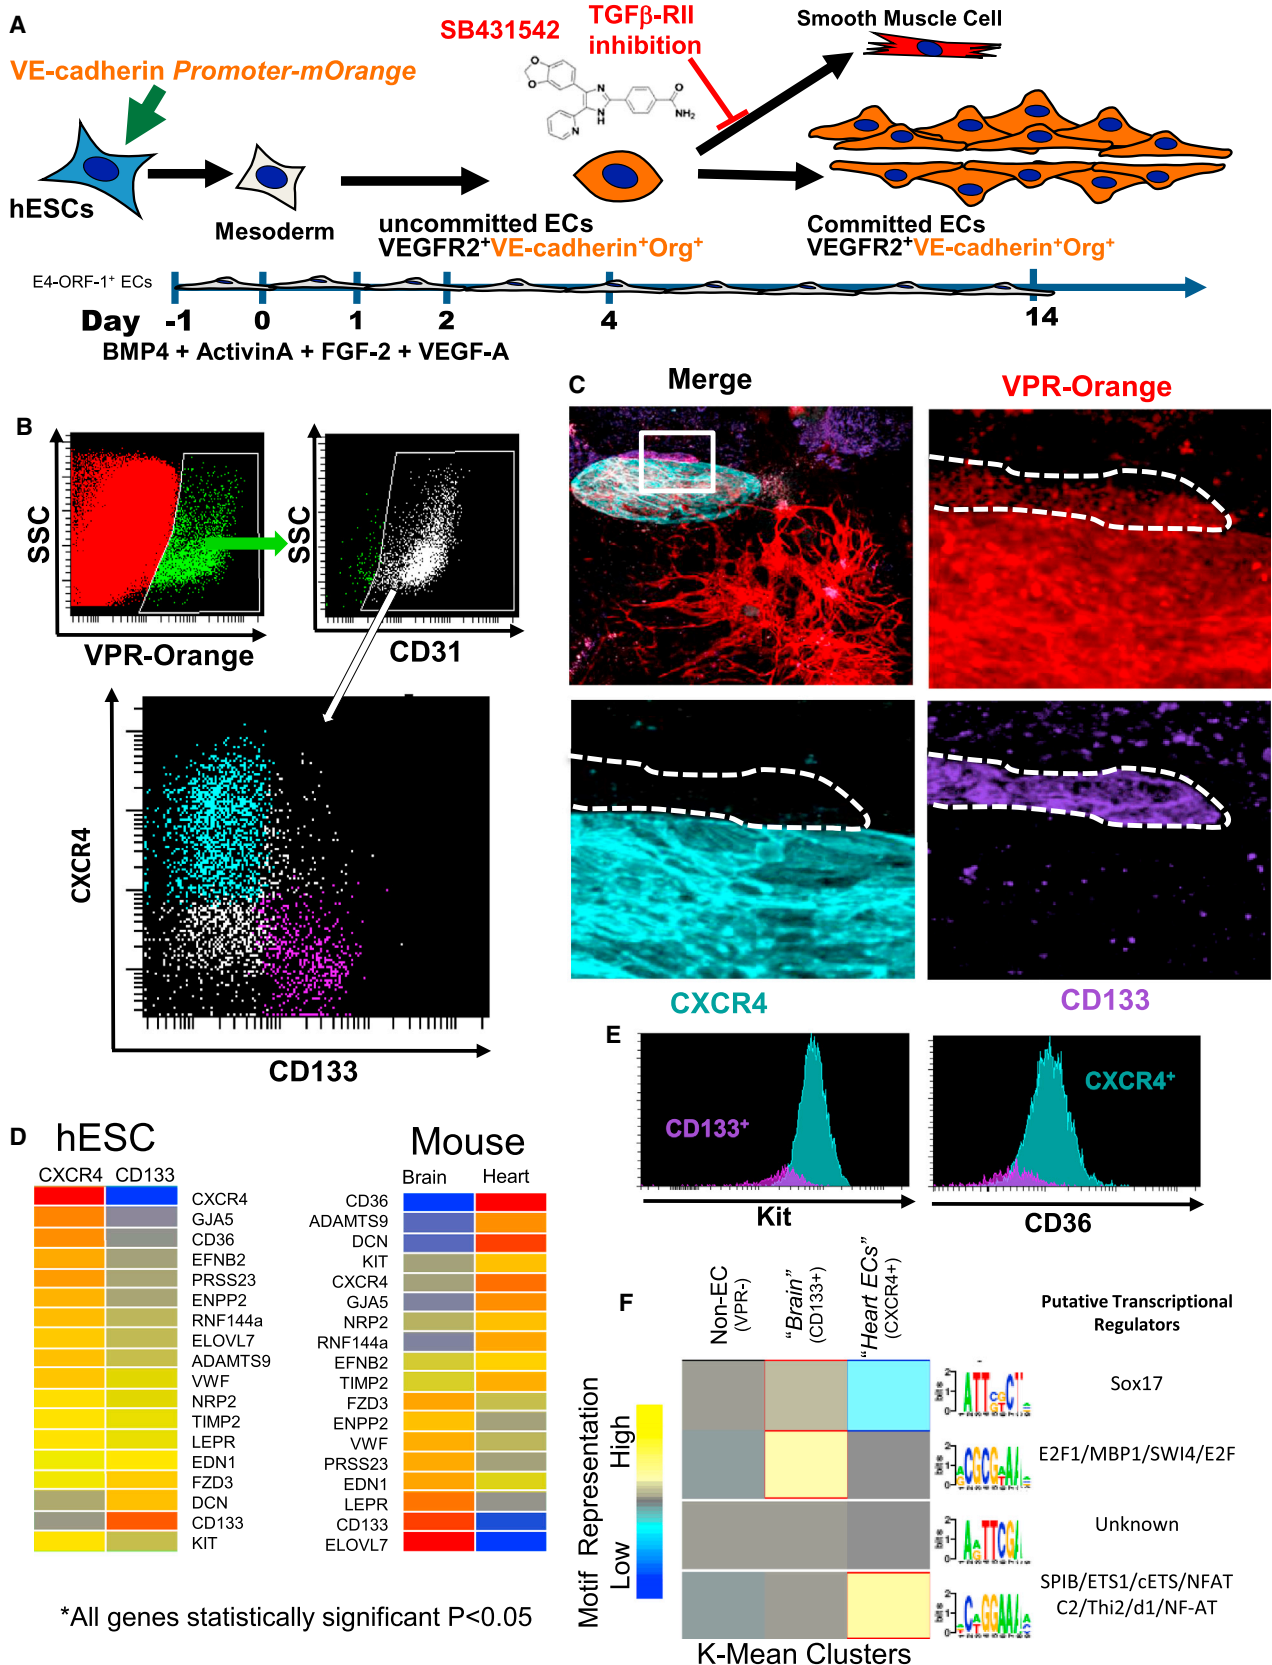 A
SB431542
TGFβ-RII
inhibition
Smooth Muscle Cell
VE-cadherin Promoter-mOrange
O
O
N
N
H
N
O
NH₂
hESCs
Mesoderm
uncommitted ECs
VEGFR2⁺VE-cadherin⁺Org⁺
Committed ECs
VEGFR2⁺VE-cadherin⁺Org⁺
E4-ORF-1⁺ ECs
Day -1 0 1 2 4 14
BMP4 + ActivinA + FGF-2 + VEGF-A
B
SSC
VPR-Orange
SSC
CD31
CXCR4
CD133
C
Merge
VPR-Orange
CXCR4
CD133
D
hESC
CXCR4 CD133
CXCR4
GJA5
CD36
EFNB2
PRSS23
ENPP2
RNF144a
ELOVL7
ADAMTS9
VWF
NRP2
TIMP2
LEPR
EDN1
FZD3
DCN
CD133
KIT
Mouse
Brain Heart
CD36
ADAMTS9
DCN
KIT
CXCR4
GJA5
NRP2
RNF144a
EFNB2
TIMP2
FZD3
ENPP2
VWF
PRSS23
EDN1
LEPR
CD133
ELOVL7
*All genes statistically significant P<0.05
E
CD133⁺
Kit
CXCR4⁺
CD36
F
Non-EC
(VPR-)
“Brain”
(CD133+)
“Heart ECs”
(CXCR4+)
Putative Transcriptional
Regulators
Motif Representation
Low High
Sox17
E2F1/MBP1/SWI4/E2F
Unknown
SPIB/ETS1/cETS/NFAT
C2/Thi2/d1/NF-AT
K-Mean Clusters